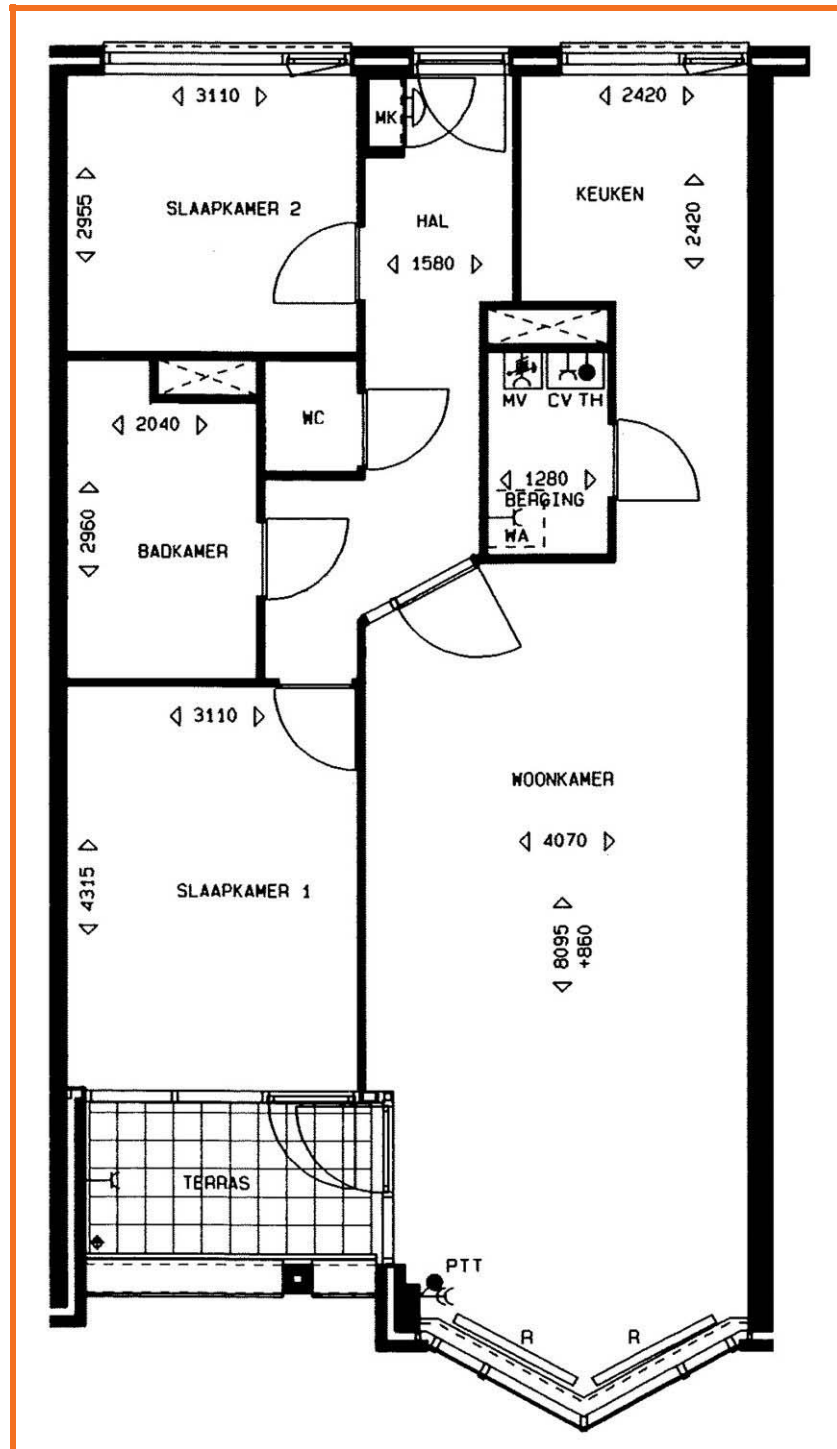 3110
2420
MK
2955
SLAAPKAMER 2
KEUKEN
2420
HAL
1580
MV CV TH
2040
WC
1280
BERGING
WA
2960
BADKAMER
3110
WOONKAMER
4070
4315
SLAAPKAMER 1
8095
+860
TERRAS
PTT
R R